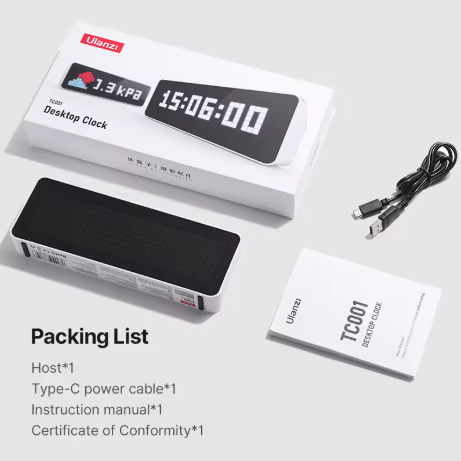 Ulanzi
1.3 kPa
15:06:00
TC001
Desktop Clock
Ulanzi
TC001
DESKTOP CLOCK
Packing List
Host*1
Type-C power cable*1
Instruction manual*1
Certificate of Conformity*1